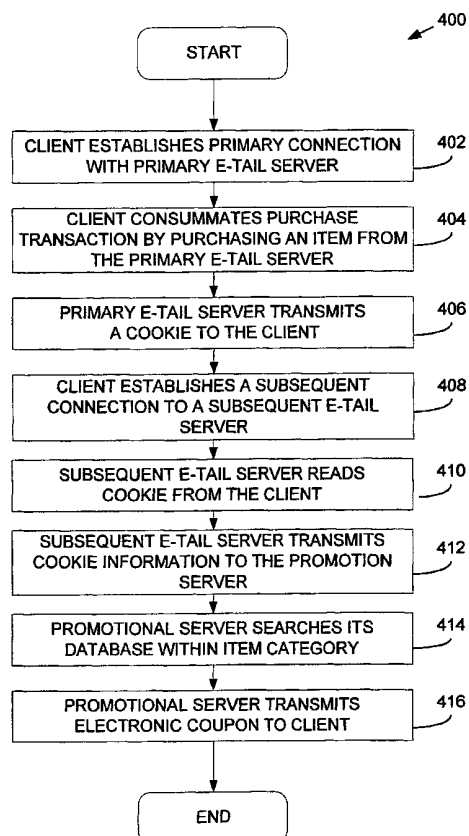 400
START
CLIENT ESTABLISHES PRIMARY CONNECTION
WITH PRIMARY E-TAIL SERVER
402
CLIENT CONSUMMATES PURCHASE
TRANSACTION BY PURCHASING AN ITEM FROM
THE PRIMARY E-TAIL SERVER
404
PRIMARY E-TAIL SERVER TRANSMITS
A COOKIE TO THE CLIENT
406
CLIENT ESTABLISHES A SUBSEQUENT
CONNECTION TO A SUBSEQUENT E-TAIL
SERVER
408
SUBSEQUENT E-TAIL SERVER READS
COOKIE FROM THE CLIENT
410
SUBSEQUENT E-TAIL SERVER TRANSMITS
COOKIE INFORMATION TO THE PROMOTION
SERVER
412
PROMOTIONAL SERVER SEARCHES ITS
DATABASE WITHIN ITEM CATEGORY
414
PROMOTIONAL SERVER TRANSMITS
ELECTRONIC COUPON TO CLIENT
416
END